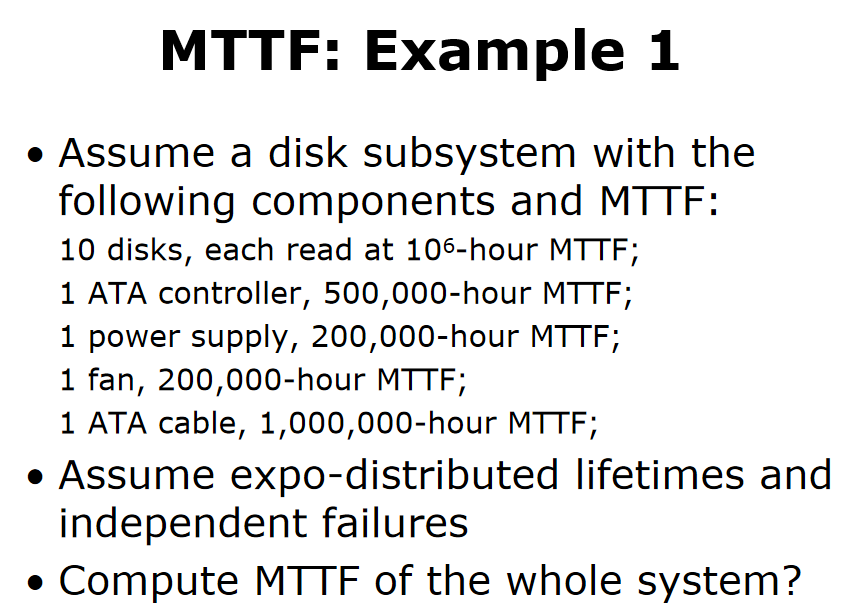 MTTF: Example 1
• Assume a disk subsystem with the
following components and MTTF:
10 disks, each read at 10⁶-hour MTTF;
1 ATA controller, 500,000-hour MTTF;
1 power supply, 200,000-hour MTTF;
1 fan, 200,000-hour MTTF;
1 ATA cable, 1,000,000-hour MTTF;
• Assume expo-distributed lifetimes and
independent failures
• Compute MTTF of the whole system?